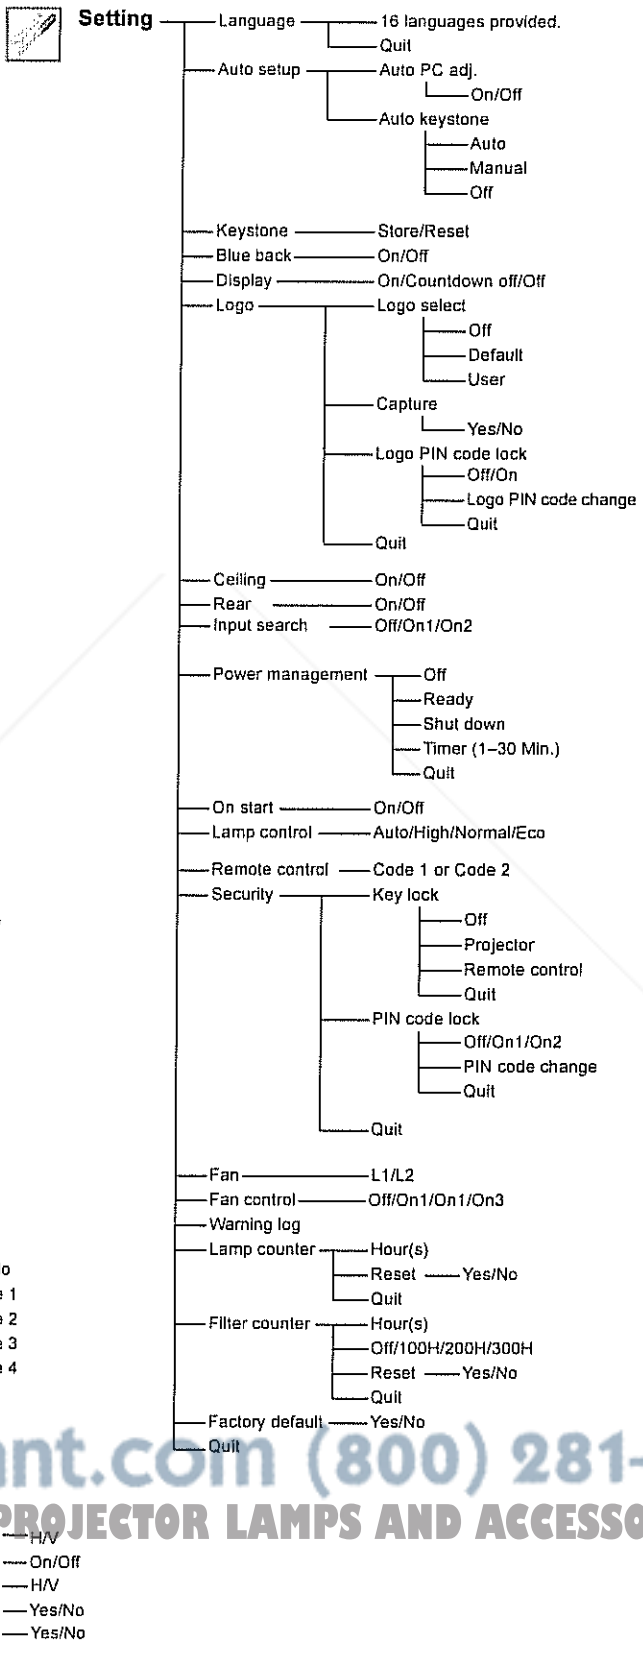 Setting
Language
16 languages provided.
Quit
Auto setup
Auto PC adj.
On/Off
Auto keystone
Auto
Manual
Off
Keystone
Store/Reset
Blue back
On/Off
Display
On/Countdown off/Off
Logo
Logo select
Off
Default
User
Capture
Yes/No
Logo PIN code lock
Off/On
Logo PIN code change
Quit
Quit
Ceiling
On/Off
Rear
On/Off
Input search
Off/On1/On2
Power management
Off
Ready
Shut down
Timer (1–30 Min.)
Quit
On start
On/Off
Lamp control
Auto/High/Normal/Eco
Remote control
Code 1 or Code 2
Security
Key lock
Off
Projector
Remote control
Quit
PIN code lock
Off/On1/On2
PIN code change
Quit
Quit
Fan
L1/L2
Fan control
Off/On1/On1/On3
Warning log
Lamp counter
Hour(s)
Reset
Yes/No
Quit
Filter counter
Hour(s)
Off/100H/200H/300H
Reset
Yes/No
Quit
Factory default
Yes/No
Quit
o
e 1
e 2
e 3
e 4
nt.com (800) 281-
PROJECTOR LAMPS AND ACCESSO
H/V
On/Off
H/V
Yes/No
Yes/No